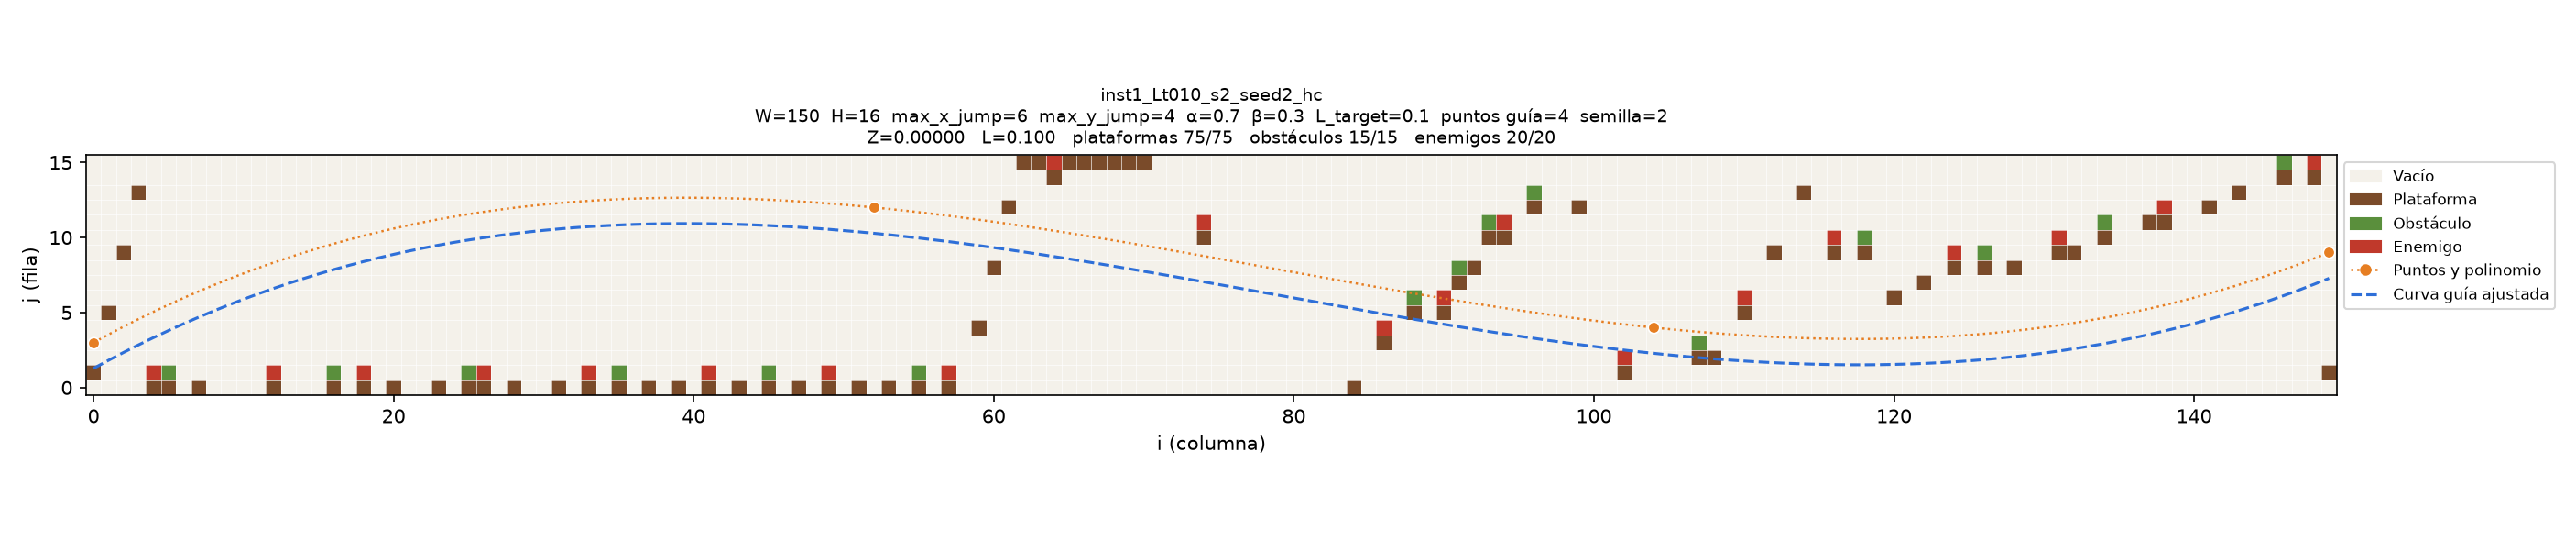 inst1_Lt010_s2_seed2_hc
W=150 H=16 max_x_jump=6 max_y_jump=4 α=0.7 β=0.3 L_target=0.1 puntos guía=4 semilla=2
Z=0.00000 L=0.100 plataformas 75/75 obstáculos 15/15 enemigos 20/20
15
10
5
0
j (fila)
0 20 40 60 80 100 120 140
i (columna)
Vacío
Plataforma
Obstáculo
Enemigo
Puntos y polinomio
Curva guía ajustada